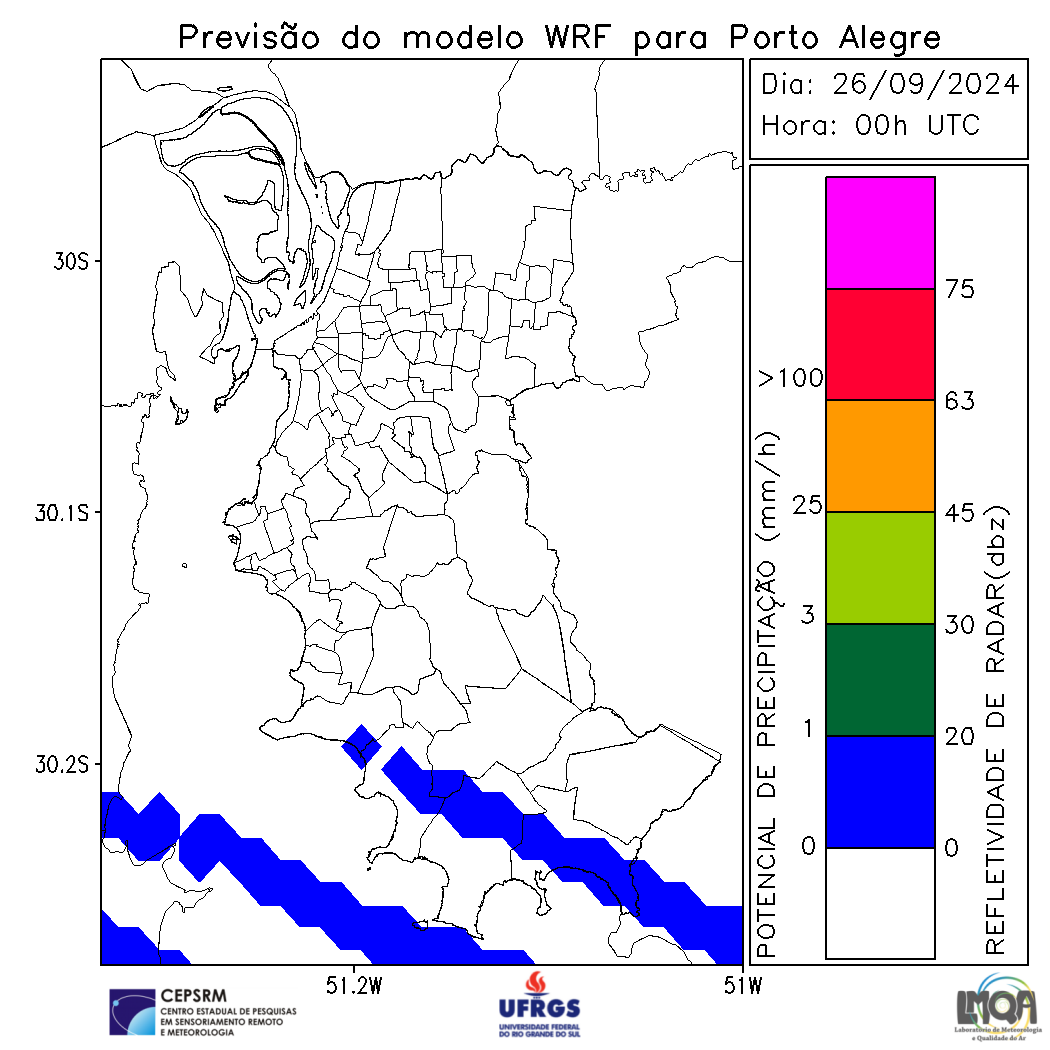 Previsão do modelo WRF para Porto Alegre
Dia: 26/09/2024
Hora: 00h UTC
30S
30.1S
30.2S
51.2W
51W
POTENCIAL DE PRECIPITAÇÃO (mm/h)
>100
25
3
1
0
75
63
45
30
20
0
REFLETIVIDADE DE RADAR(dbz)
CEPSRM
CENTRO ESTADUAL DE PESQUISAS
EM SENSORIAMENTO REMOTO
E METEOROLOGIA
UFRGS
UNIVERSIDADE FEDERAL
DO RIO GRANDE DO SUL
LMQA
Laboratório de Meteorologia
e Qualidade do Ar